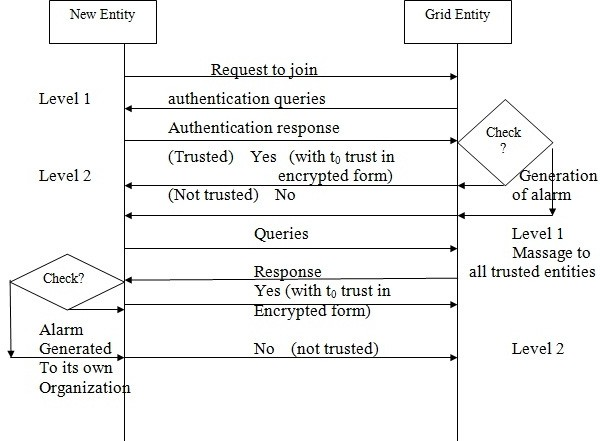 New Entity
Grid Entity
Request to join
Level 1
authentication queries
Authentication response
Check
?
(Trusted) Yes (with t₀ trust in
encrypted form)
Level 2
Generation
of alarm
(Not trusted) No
Queries
Level 1
Massage to
all trusted entities
Response
Check?
Yes (with t₀ trust in
Encrypted form)
Alarm
Generated
To its own
Organization
No (not trusted)
Level 2